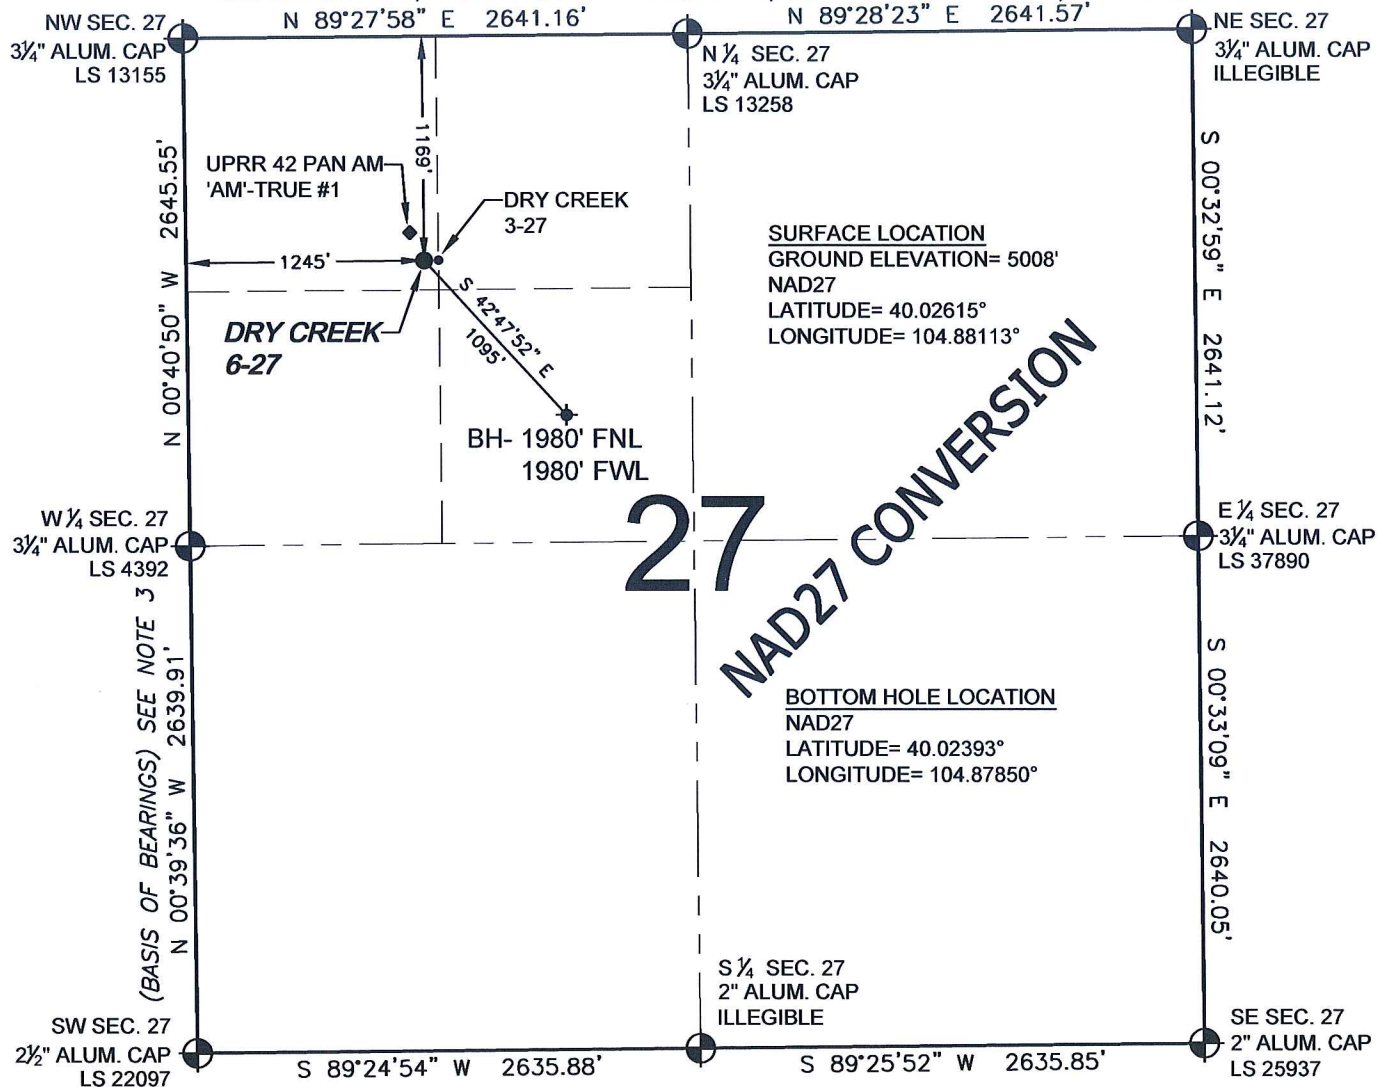 N 89°27'58" E 2641.16'
N 89°28'23" E 2641.57'
NW SEC. 27
3¼" ALUM. CAP
LS 13155
N ¼ SEC. 27
3¼" ALUM. CAP
LS 13258
NE SEC. 27
3¼" ALUM. CAP
ILLEGIBLE
N 00°40'50" W 2645.55'
1169'
UPRR 42 PAN AM
'AM'-TRUE #1
DRY CREEK
3-27
1245'
DRY CREEK
6-27
S 42°47'52" E
1095'
BH- 1980' FNL
1980' FWL
SURFACE LOCATION
GROUND ELEVATION= 5008'
NAD27
LATITUDE= 40.02615°
LONGITUDE= 104.88113°
S 00°32'59" E 2641.12'
NAD27 CONVERSION
27
W ¼ SEC. 27
3¼" ALUM. CAP
LS 4392
E ¼ SEC. 27
3¼" ALUM. CAP
LS 37890
(BASIS OF BEARINGS) SEE NOTE 3
N 00°39'36" W 2639.91'
BOTTOM HOLE LOCATION
NAD27
LATITUDE= 40.02393°
LONGITUDE= 104.87850°
S 00°33'09" E 2640.05'
S ¼ SEC. 27
2" ALUM. CAP
ILLEGIBLE
SW SEC. 27
2½" ALUM. CAP
LS 22097
S 89°24'54" W 2635.88'
S 89°25'52" W 2635.85'
SE SEC. 27
2" ALUM. CAP
LS 25937